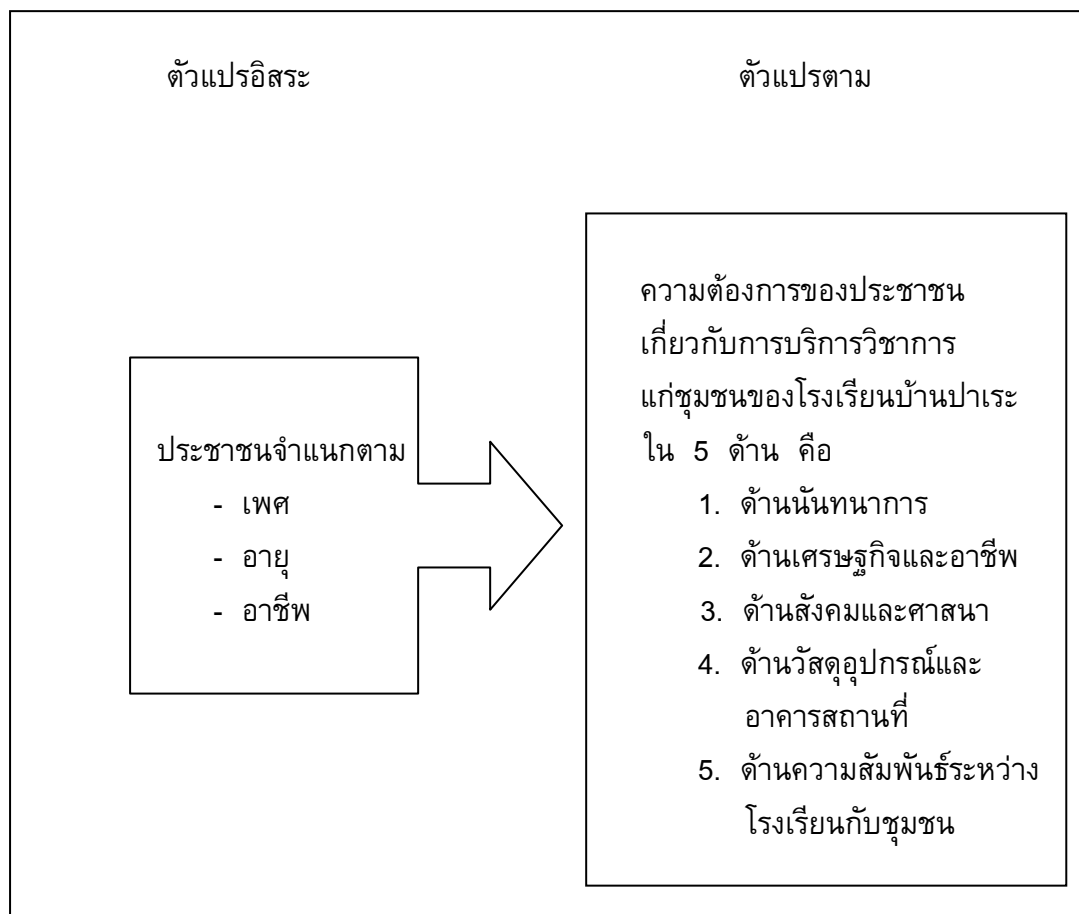 ตัวแปรอิสระ
ตัวแปรตาม
ประชาชนจำแนกตาม
- เพศ
- อายุ
- อาชีพ
ความต้องการของประชาชน
เกี่ยวกับการบริการวิชาการ
แก่ชุมชนของโรงเรียนบ้านปาเระ
ใน 5 ด้าน คือ
1. ด้านนันทนาการ
2. ด้านเศรษฐกิจและอาชีพ
3. ด้านสังคมและศาสนา
4. ด้านวัสดุอุปกรณ์และ
อาคารสถานที่
5. ด้านความสัมพันธ์ระหว่าง
โรงเรียนกับชุมชน